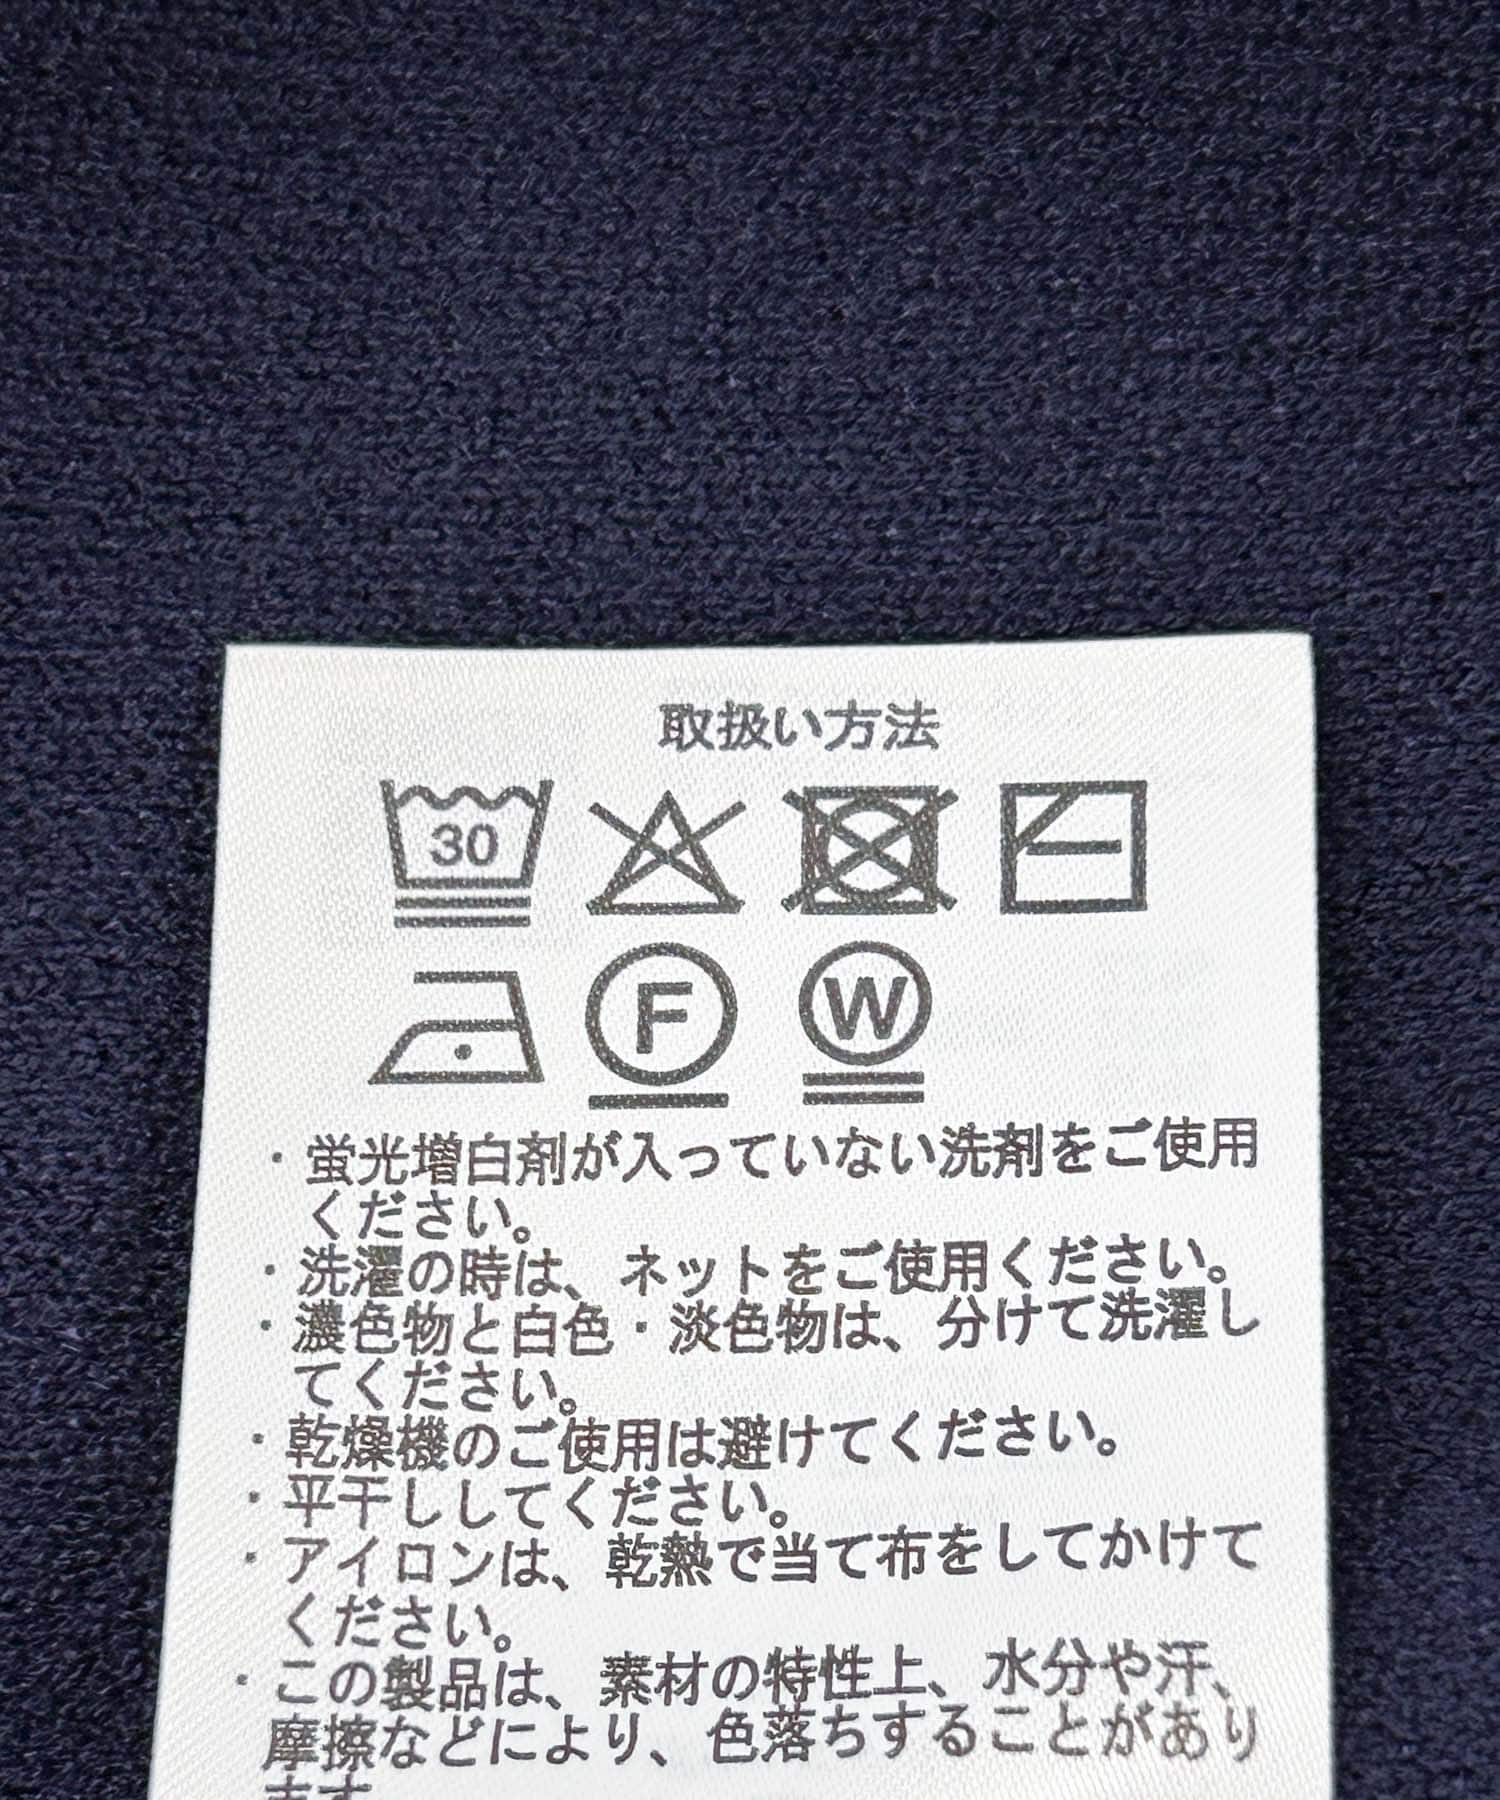 取扱い方法
30
F
W
・蛍光増白剤が入っていない洗剤をご使用
ください。
・洗濯の時は、ネットをご使用ください。
・濃色物と白色・淡色物は、分けて洗濯し
てください。
・乾燥機のご使用は避けてください。
・平干ししてください。
・アイロンは、乾熱で当て布をしてかけて
ください。
・この製品は、素材の特性上、水分や汗、
摩擦などにより、色落ちすることがあり
ます